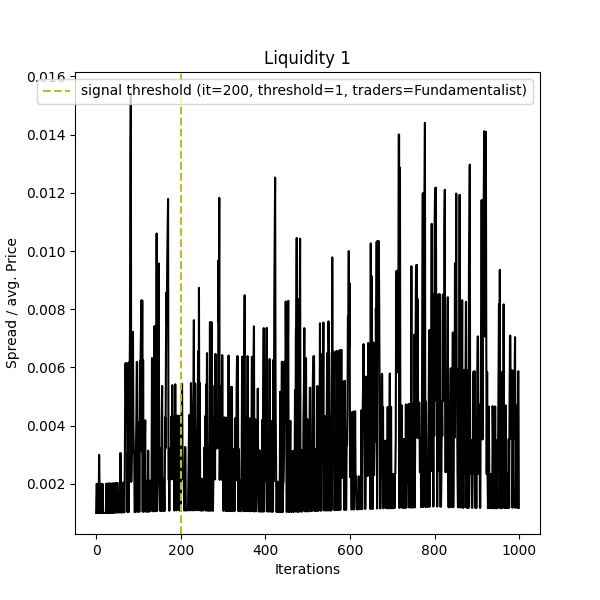 Liquidity 1
0.016
signal threshold (it=200, threshold=1, traders=Fundamentalist)
0.014
0.012
0.010
0.008
0.006
0.004
0.002
Spread / avg. Price
0 200 400 600 800 1000
Iterations